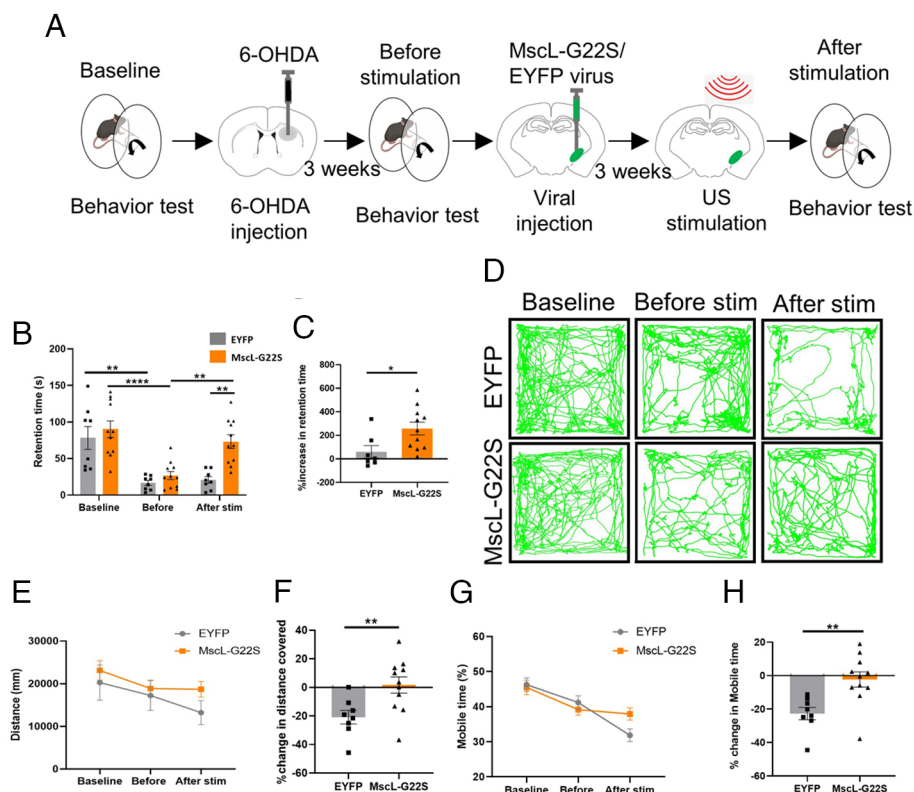 A
Baseline
Behavior test
6-OHDA
6-OHDA
injection
3 weeks
Before
stimulation
Behavior test
MscL-G22S/
EYFP virus
Viral
injection
3 weeks
US
stimulation
After
stimulation
Behavior test
B
EYFP
MscL-G22S
Retention time (s)
200
150
100
50
0
**
****
**
**
Baseline
Before
After stim
C
%increase in retention time
800
600
400
200
0
-200
*
EYFP
MscL-G22S
D
Baseline
Before stim
After stim
EYFP
MscL-G22S
E
Distance (mm)
30000
20000
10000
0
EYFP
MscL-G22S
Baseline
Before
After stim
F
%change in distance covered
40
20
0
-20
-40
-60
**
EYFP
MscL-G22S
G
Mobile time (%)
60
50
40
30
20
EYFP
MscL-G22S
Baseline
Before
After stim
H
% change in Mobile time
20
0
-20
-40
-60
**
EYFP
MscL-G22S